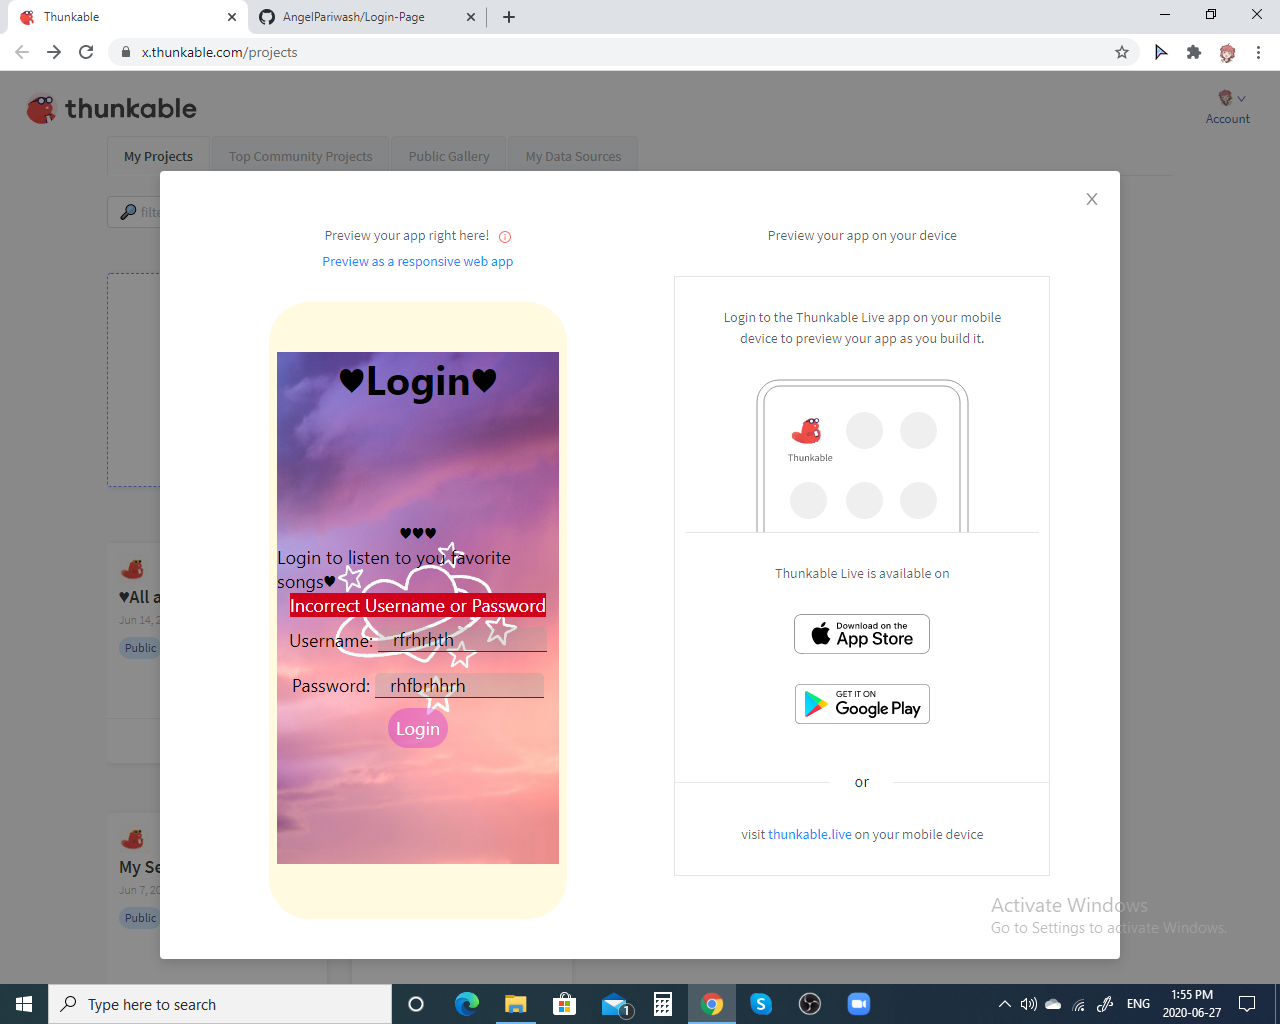 Thunkable
AngelPariwash/Login-Page
x.thunkable.com/projects
thunkable
Account
My Projects
Top Community Projects
Public Gallery
My Data Sources
filte
X
Preview your app right here!
Preview as a responsive web app
♥Login♥
♥♥♥
Login to listen to you favorite
songs♥
Incorrect Username or Password
Username: rfrhrhth
Password: rhfbrhhrh
Login
Preview your app on your device
Login to the Thunkable Live app on your mobile
device to preview your app as you build it.
Thunkable
Thunkable Live is available on
Download on the
App Store
GET IT ON
Google Play
or
visit thunkable.live on your mobile device
♥All a
Jun 14, 2
Public
My Se
Jun 7, 20
Public
Activate Windows
Go to Settings to activate Windows.
Type here to search
1
ENG
1:55 PM
2020-06-27